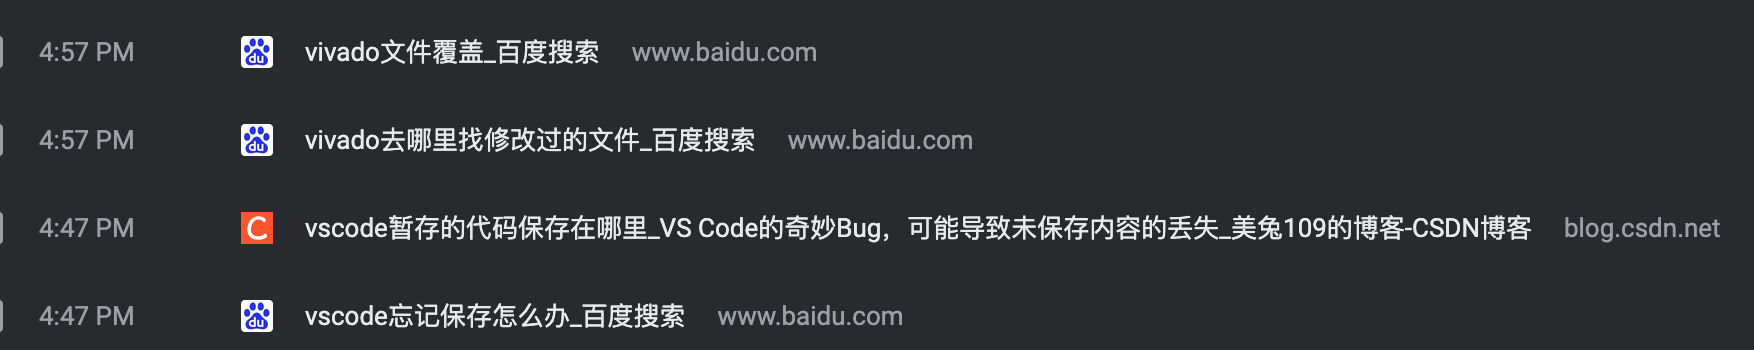 4:57 PM du vivado文件覆盖_百度搜索 www.baidu.com
4:57 PM du vivado去哪里找修改过的文件_百度搜索 www.baidu.com
4:47 PM C vscode暂存的代码保存在哪里_VS Code的奇妙Bug，可能导致未保存内容的丢失_美兔109的博客-CSDN博客 blog.csdn.net
4:47 PM du vscode忘记保存怎么办_百度搜索 www.baidu.com